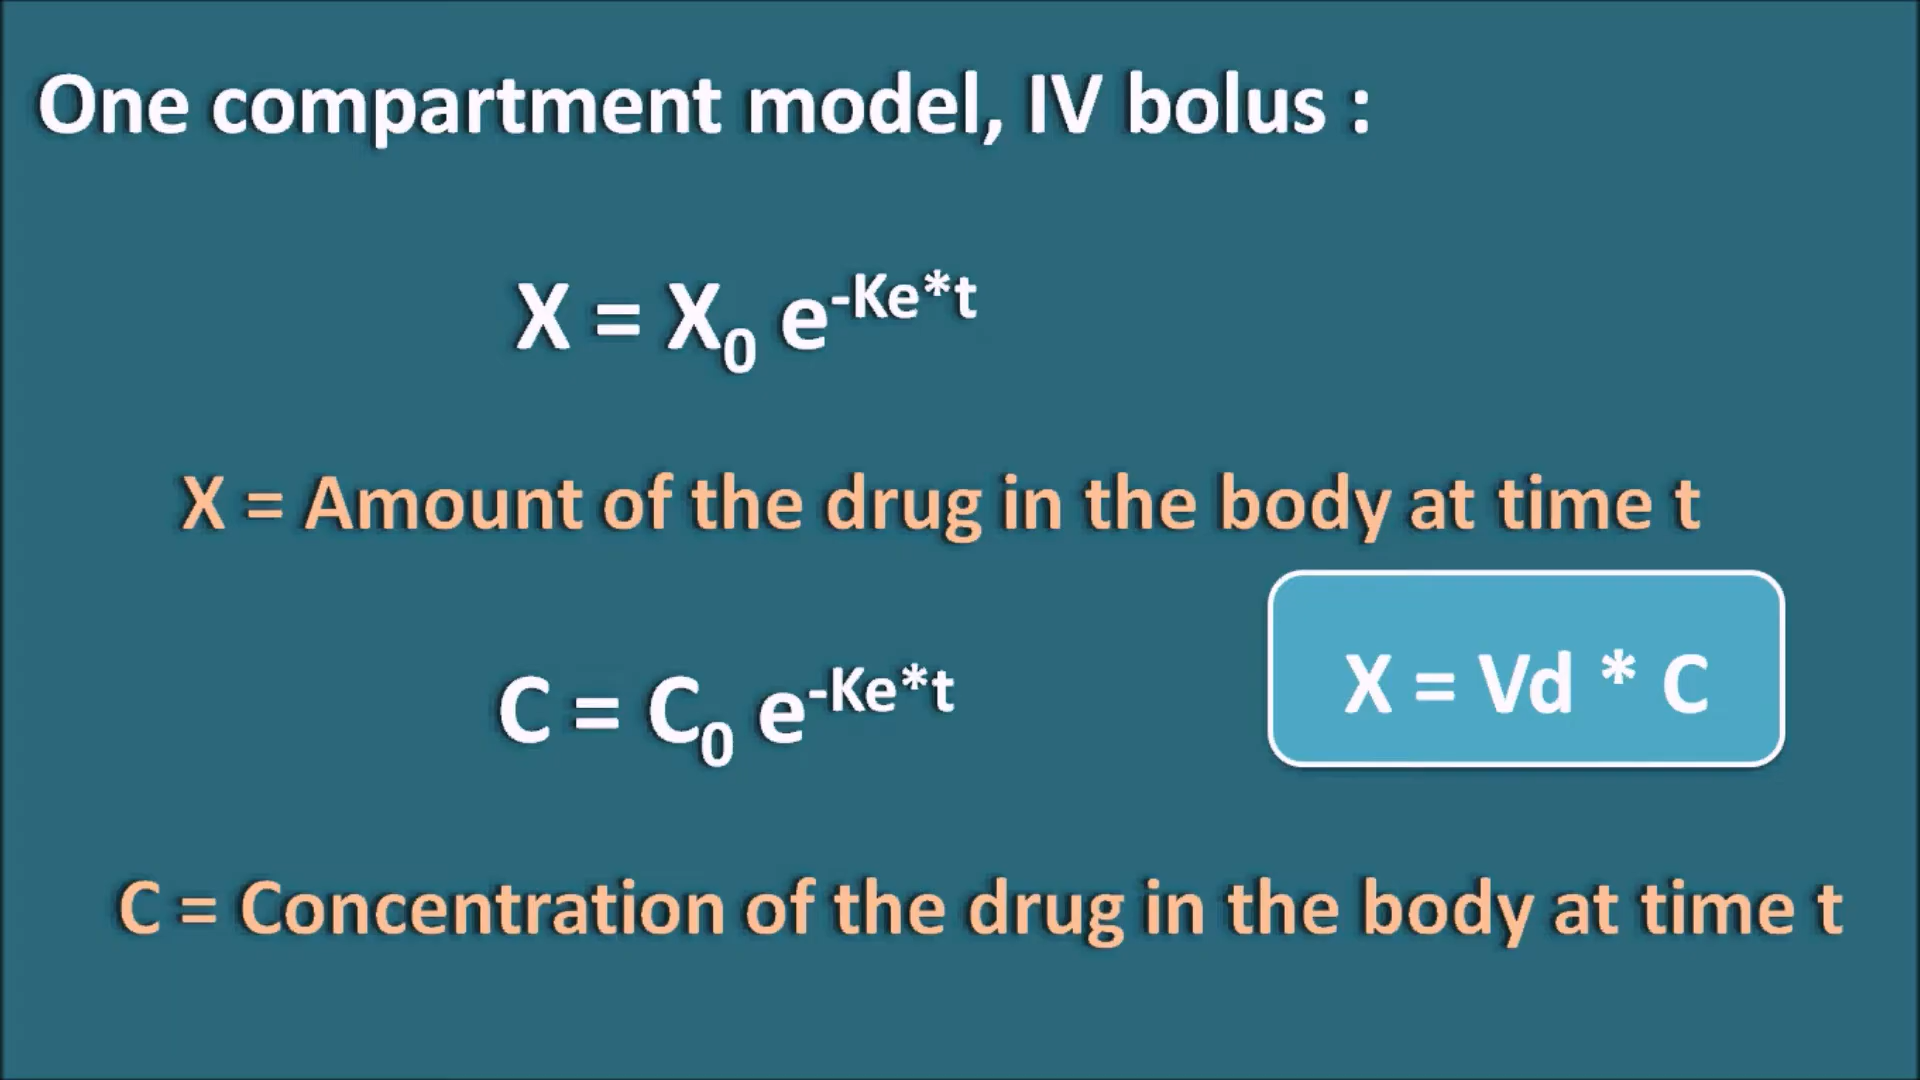 One compartment model, IV bolus :
X = X₀ e⁻ᴷᵉ*ᵗ
X = Amount of the drug in the body at time t
C = C₀ e⁻ᴷᵉ*ᵗ
X = Vd * C
C = Concentration of the drug in the body at time t